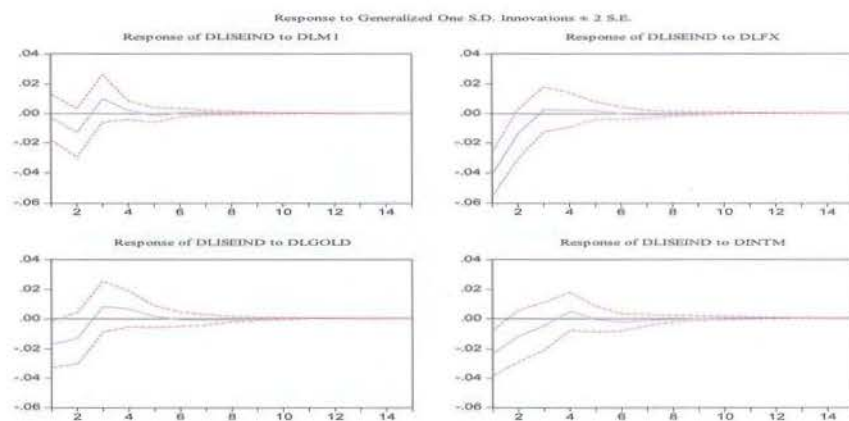 Response to Generalized One S.D. Innovations ± 2 S.E.
Response of DLISEIND to DLM1
Response of DLISEIND to DLFX
.04
.02
.00
-.02
-.04
-.06
2 4 6 8 10 12 14
.04
.02
.00
-.02
-.04
-.06
2 4 6 8 10 12 14
Response of DLISEIND to DLGOLD
Response of DLISEIND to DINTM
.04
.02
.00
-.02
-.04
-.06
2 4 6 8 10 12 14
.04
.02
.00
-.02
-.04
-.06
2 4 6 8 10 12 14